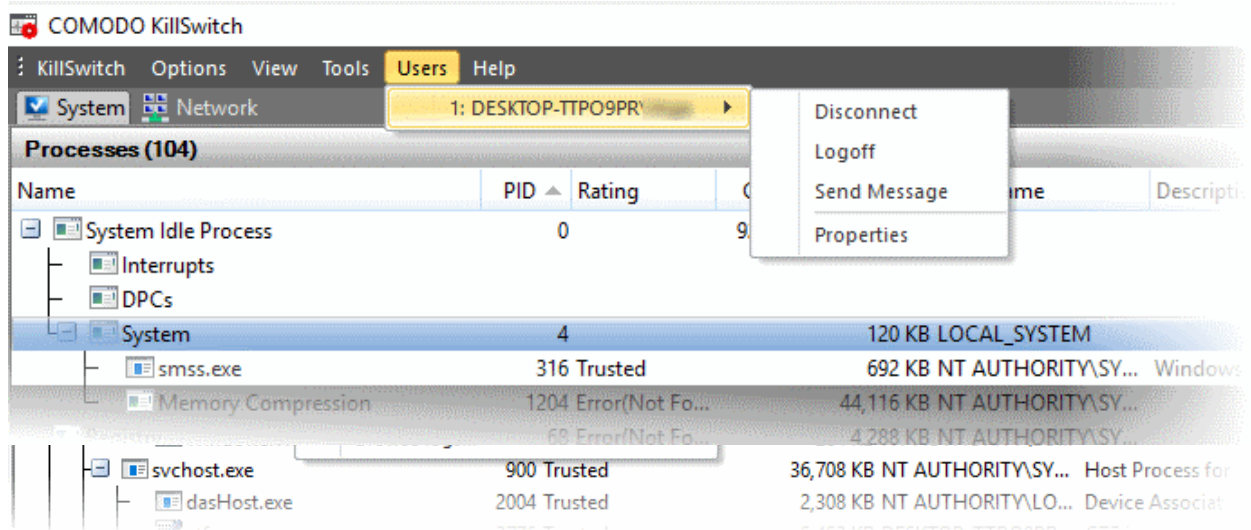 COMODO KillSwitch
KillSwitch Options View Tools Users Help
System Network
1: DESKTOP-TTPO9PR\
Disconnect
Logoff
Send Message
Properties
Processes (104)
Name PID Rating Descripti
System Idle Process 0
Interrupts
DPCs
System 4 120 KB LOCAL_SYSTEM
smss.exe 316 Trusted 692 KB NT AUTHORITY\SY... Windows
Memory Compression 1204 Error(Not Fo... 44,116 KB NT AUTHORITY\SY...
68 Error(Not Fo... 4,288 KB NT AUTHORITY\SY...
svchost.exe 900 Trusted 36,708 KB NT AUTHORITY\SY... Host Process for
dasHost.exe 2004 Trusted 2,308 KB NT AUTHORITY\LO... Device Associat